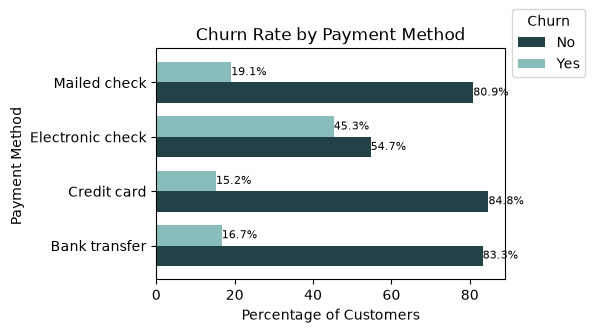 Churn Rate by Payment Method
Churn
No
Yes
Payment Method
Mailed check
19.1%
80.9%
Electronic check
45.3%
54.7%
Credit card
15.2%
84.8%
Bank transfer
16.7%
83.3%
0 20 40 60 80
Percentage of Customers